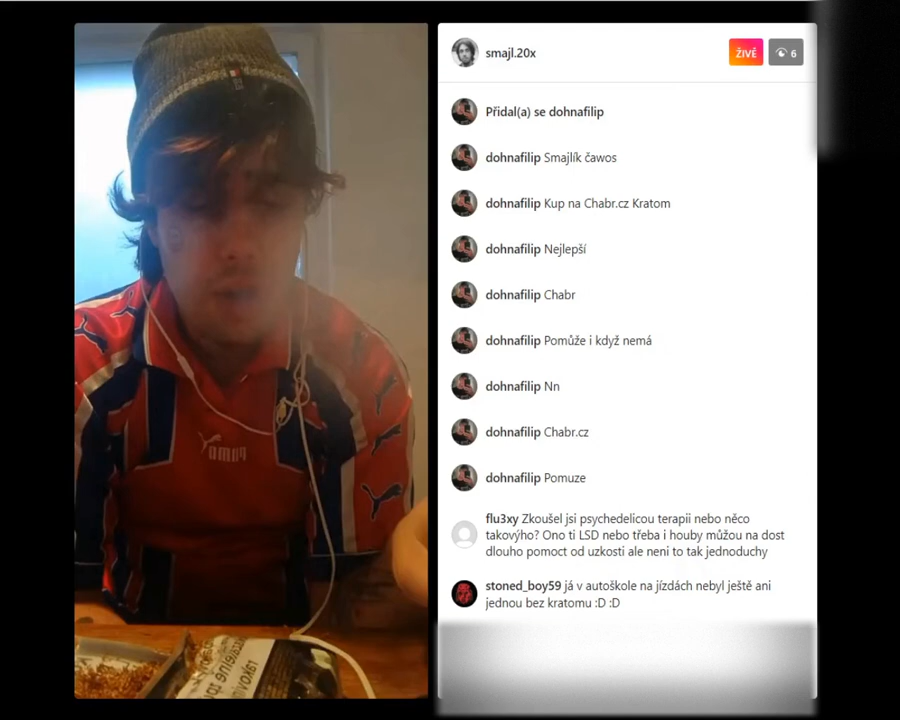 smajl.20x
ŽIVĚ
6
Přidal(a) se dohnafilip
dohnafilip Smajlík čawos
dohnafilip Kup na Chabr.cz Kratom
dohnafilip Nejlepší
dohnafilip Chabr
dohnafilip Pomůže i když nemá
dohnafilip Nn
dohnafilip Chabr.cz
dohnafilip Pomuze
flu3xy Zkoušel jsi psychedelicou terapii nebo něco
takovýho? Ono ti LSD nebo třeba i houby můžou na dost
dlouho pomoct od uzkosti ale neni to tak jednoduchy
stoned_boy59 já v autoškole na jízdách nebyl ještě ani
jednou bez kratomu :D :D
PUMA